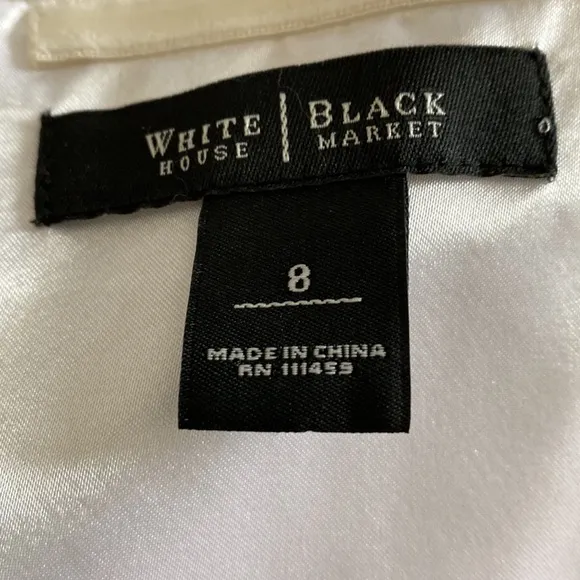 WHITE HOUSE | BLACK MARKET
8
MADE IN CHINA
RN 111459